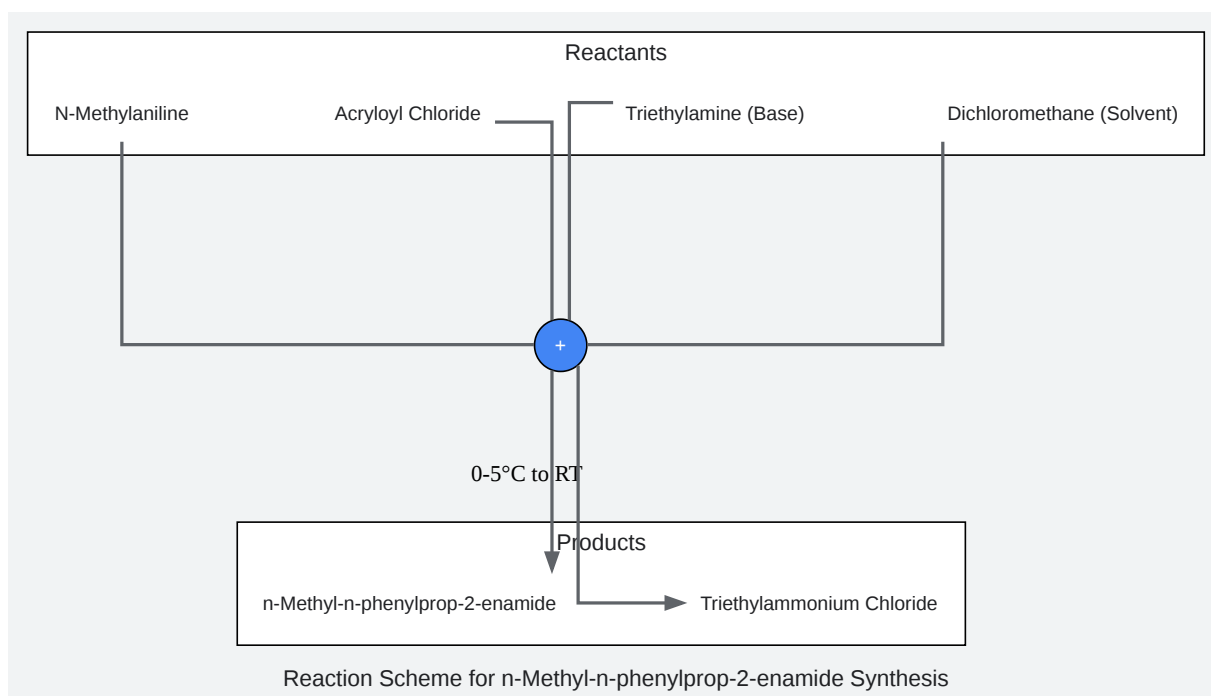 Reactants
N-Methylaniline
Acryloyl Chloride
Triethylamine (Base)
Dichloromethane (Solvent)
+
0-5°C to RT
Products
n-Methyl-n-phenylprop-2-enamide
Triethylammonium Chloride
Reaction Scheme for n-Methyl-n-phenylprop-2-enamide Synthesis